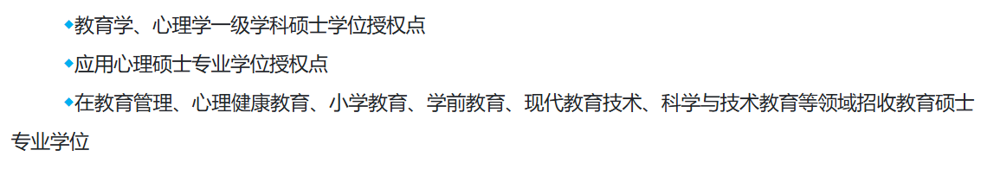 ◆教育学、心理学一级学科硕士学位授权点
◆应用心理硕士专业学位授权点
◆在教育管理、心理健康教育、小学教育、学前教育、现代教育技术、科学与技术教育等领域招收教育硕士
专业学位